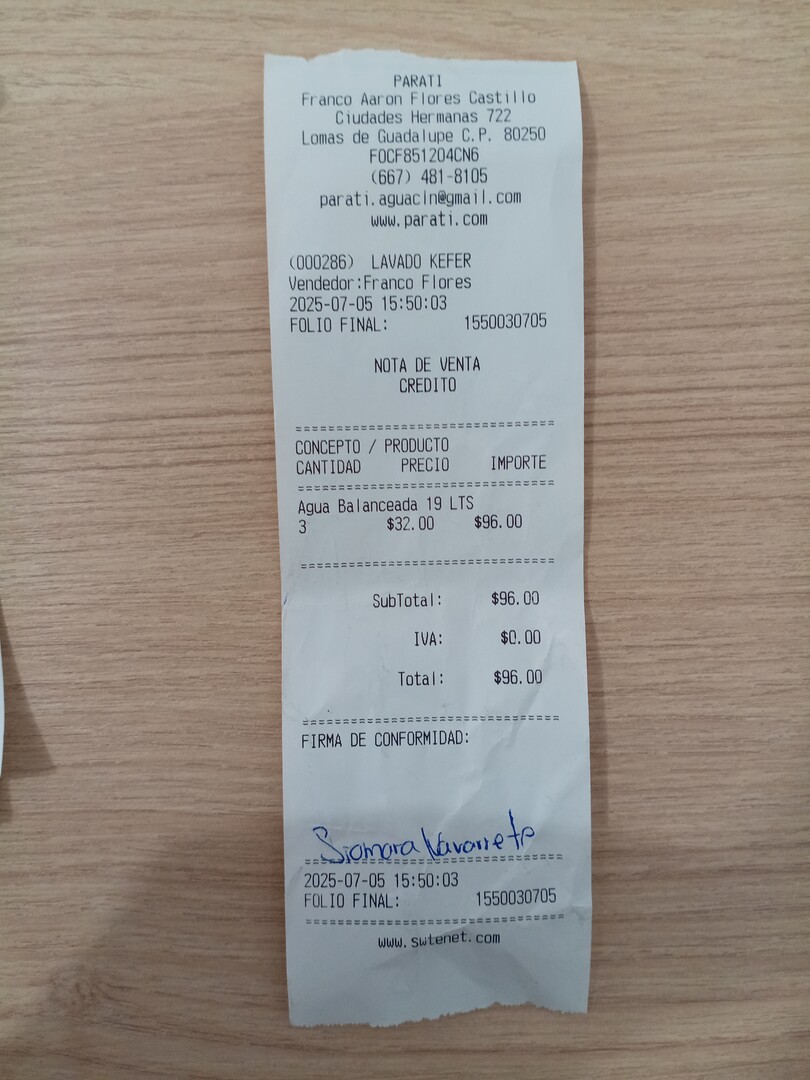 PARATI
Franco Aaron Flores Castillo
Ciudades Hermanas 722
Lomas de Guadalupe C.P. 80250
FOCF851204CN6
(667) 481-8105
parati.aguacln@gmail.com
www.parati.com
(000286) LAVADO KEFER
Vendedor:Franco Flores
2025-07-05 15:50:03
FOLIO FINAL: 1550030705
NOTA DE VENTA
CREDITO
==============================
CONCEPTO / PRODUCTO
CANTIDAD PRECIO IMPORTE
==============================
Agua Balanceada 19 LTS
3 $32.00 $96.00
==============================
SubTotal: $96.00
IVA: $0.00
Total: $96.00
==============================
FIRMA DE CONFORMIDAD:
Siomara Navarrete
==============================
2025-07-05 15:50:03
FOLIO FINAL: 1550030705
==============================
www.swtenet.com